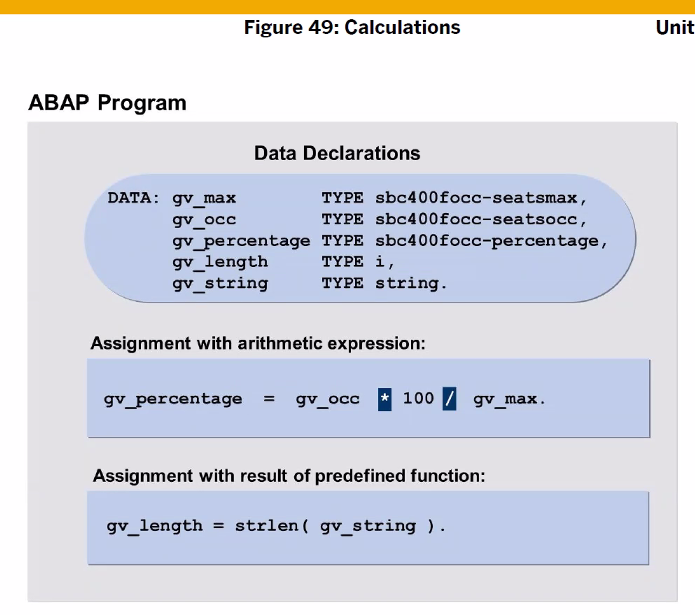 Figure 49: Calculations
Unit
ABAP Program
Data Declarations
DATA: gv_max TYPE sbc400focc-seatsmax,
gv_occ TYPE sbc400focc-seatsocc,
gv_percentage TYPE sbc400focc-percentage,
gv_length TYPE i,
gv_string TYPE string.
Assignment with arithmetic expression:
gv_percentage = gv_occ * 100 / gv_max.
Assignment with result of predefined function:
gv_length = strlen( gv_string ).